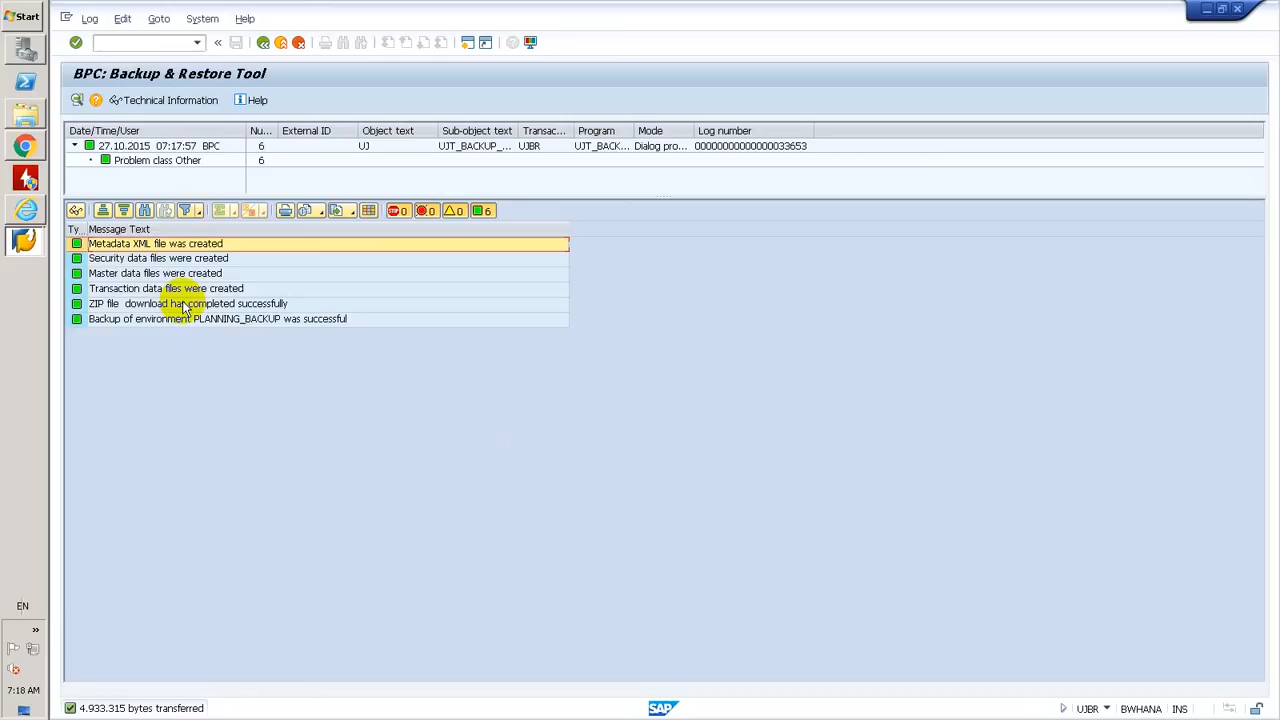 Start
Log Edit Goto System Help
BPC: Backup & Restore Tool
Technical Information Help
Date/Time/User Nu... External ID Object text Sub-object text Transac... Program Mode Log number
27.10.2015 07:17:57 BPC 6 UJ UJT_BACKUP_... UJBR UJT_BACK... Dialog pro... 00000000000000033653
Problem class Other 6
0 0 0 6
Ty... Message Text
Metadata XML file was created
Security data files were created
Master data files were created
Transaction data files were created
ZIP file download has completed successfully
Backup of environment PLANNING_BACKUP was successful
EN
7:18 AM
4.933.315 bytes transferred SAP UJBR BWHANA INS